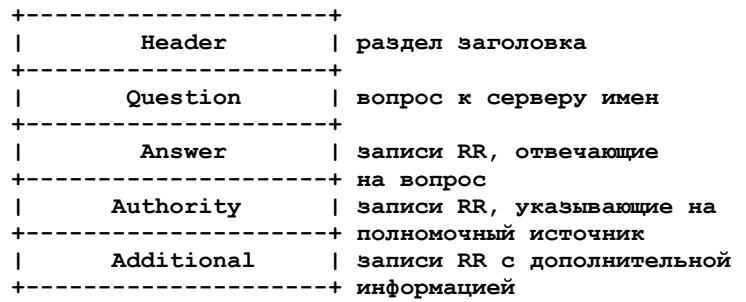 +---------------------+
|        Header       | раздел заголовка
+---------------------+
|       Question      | вопрос к серверу имен
+---------------------+
|        Answer       | записи RR, отвечающие
+---------------------+ на вопрос
|      Authority      | записи RR, указывающие на
+---------------------+ полномочный источник
|      Additional     | записи RR с дополнительной
+---------------------+ информацией